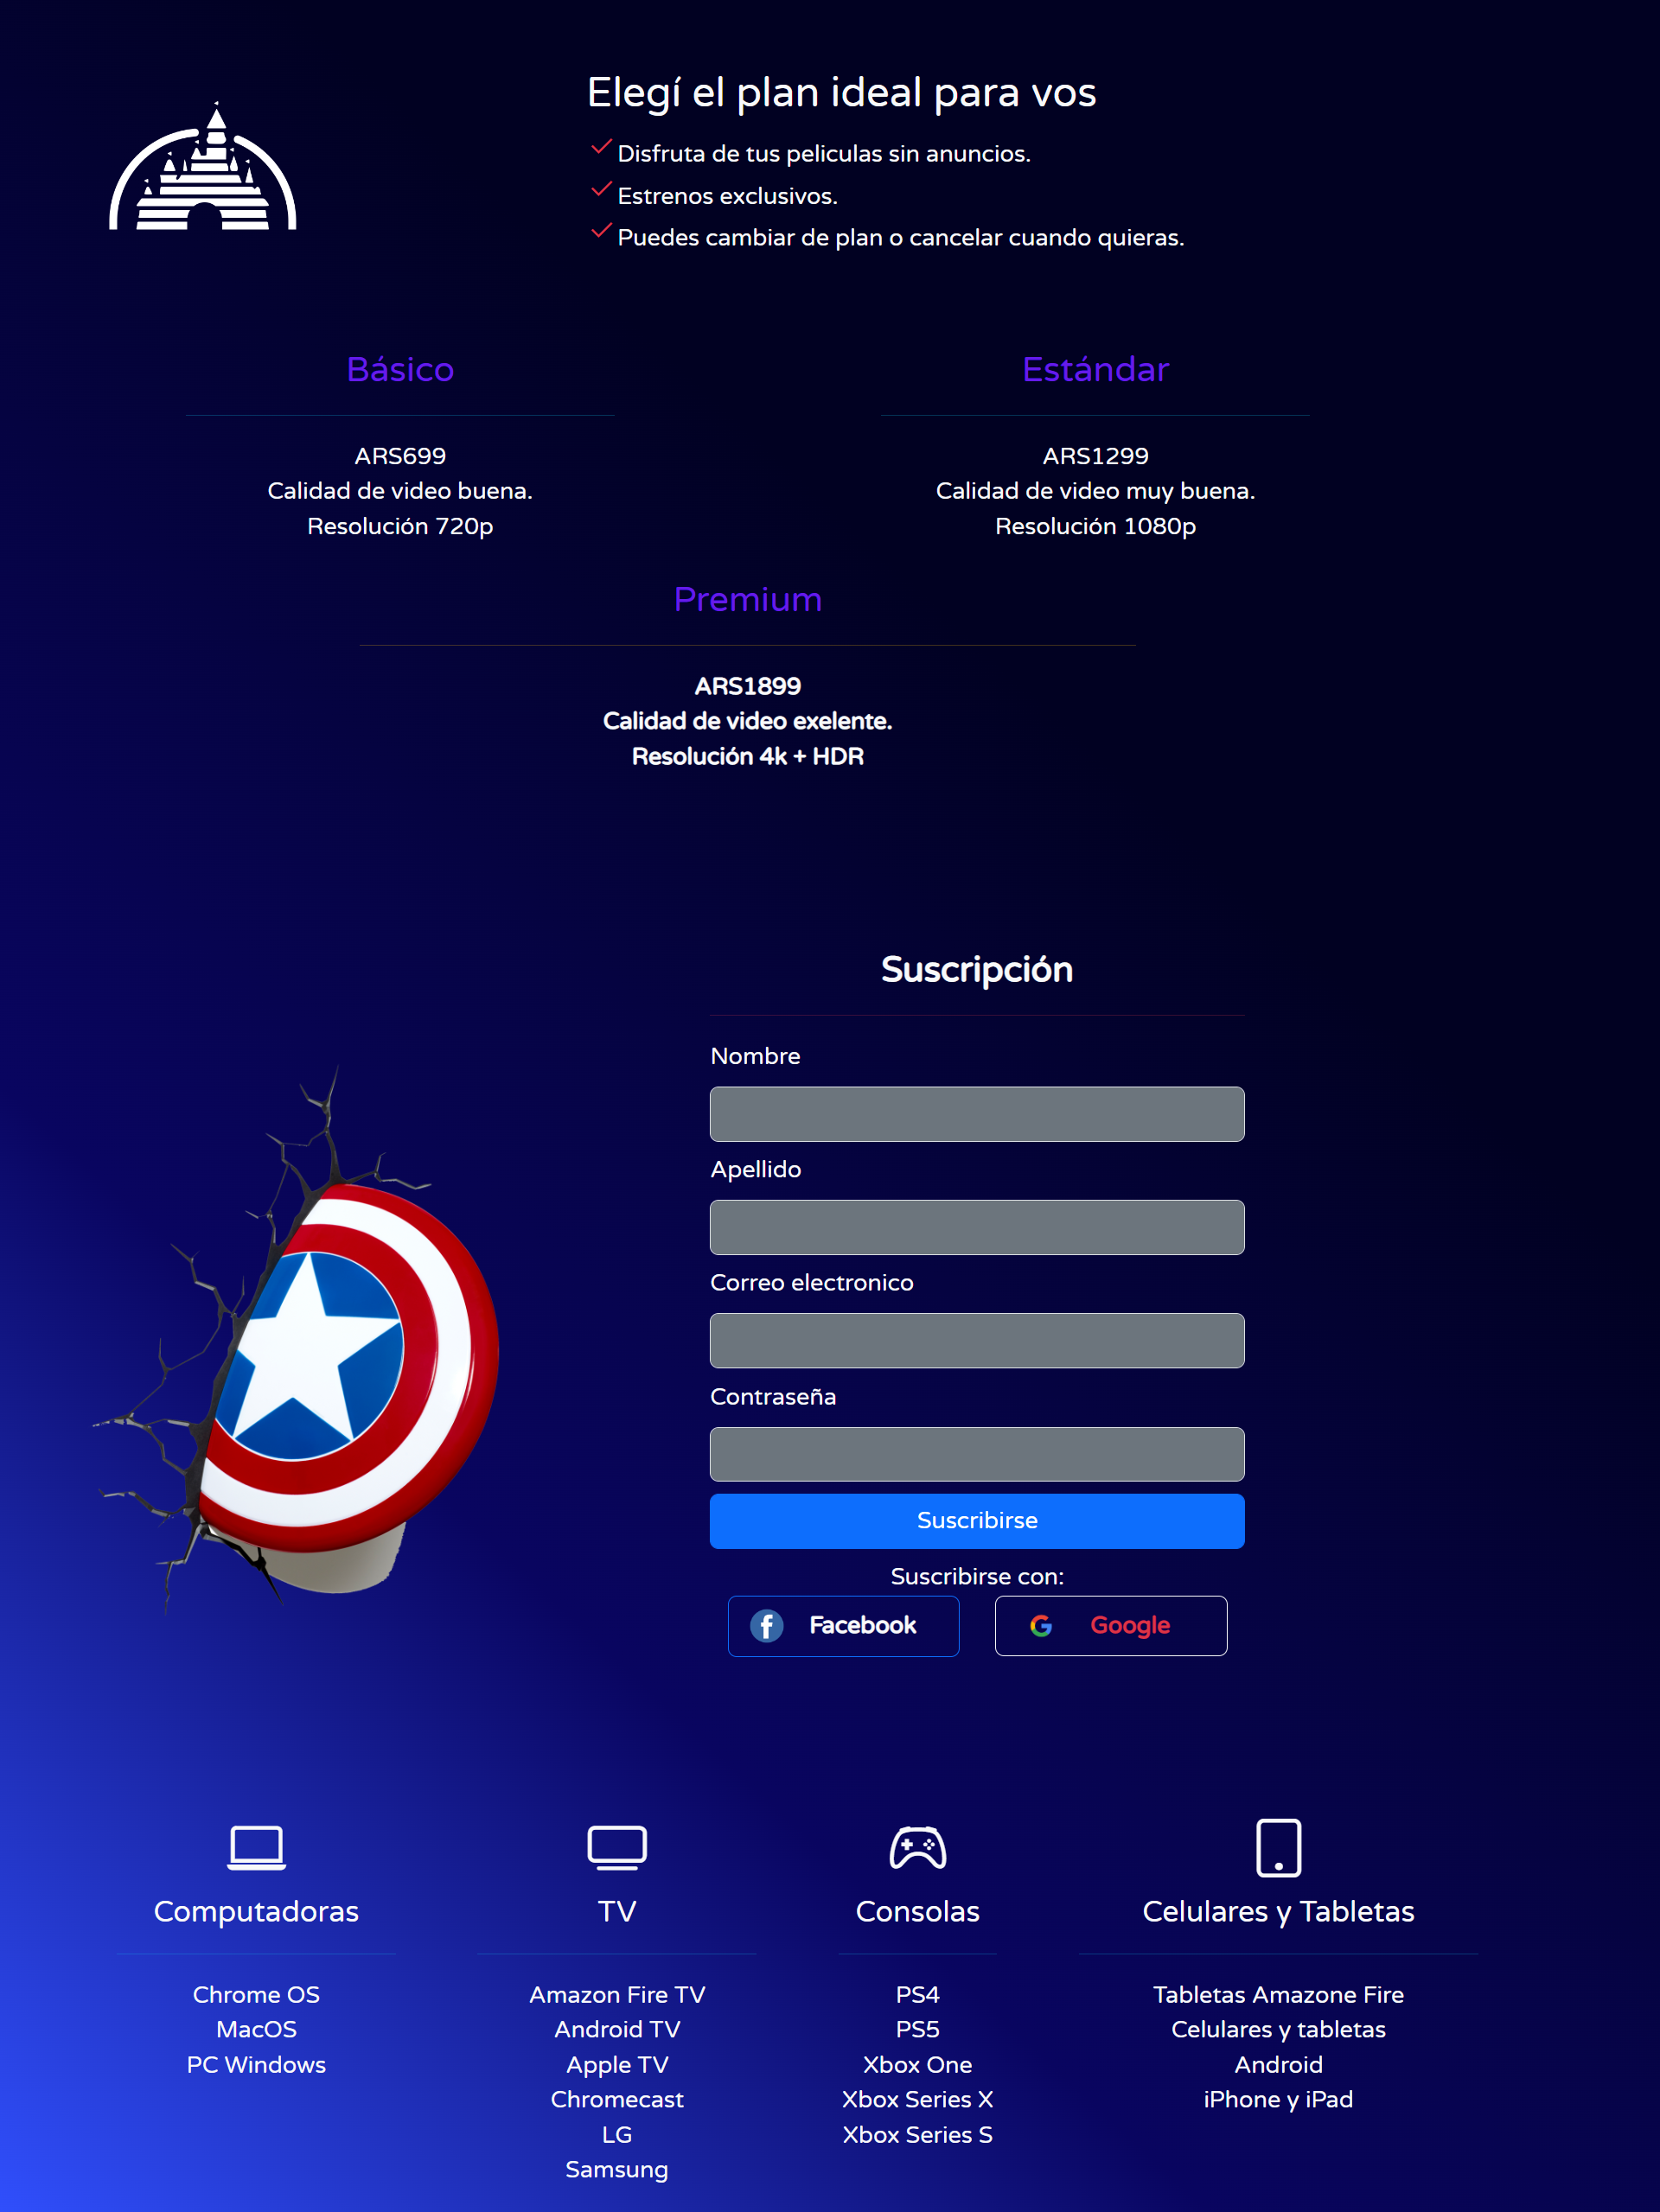 Elegí el plan ideal para vos
Disfruta de tus peliculas sin anuncios.
Estrenos exclusivos.
Puedes cambiar de plan o cancelar cuando quieras.
Básico
ARS699
Calidad de video buena.
Resolución 720p
Estándar
ARS1299
Calidad de video muy buena.
Resolución 1080p
Premium
ARS1899
Calidad de video exelente.
Resolución 4k + HDR
Suscripción
Nombre
Apellido
Correo electronico
Contraseña
Suscribirse
Suscribirse con:
Facebook
Google
Computadoras
Chrome OS
MacOS
PC Windows
TV
Amazon Fire TV
Android TV
Apple TV
Chromecast
LG
Samsung
Consolas
PS4
PS5
Xbox One
Xbox Series X
Xbox Series S
Celulares y Tabletas
Tabletas Amazone Fire
Celulares y tabletas
Android
iPhone y iPad